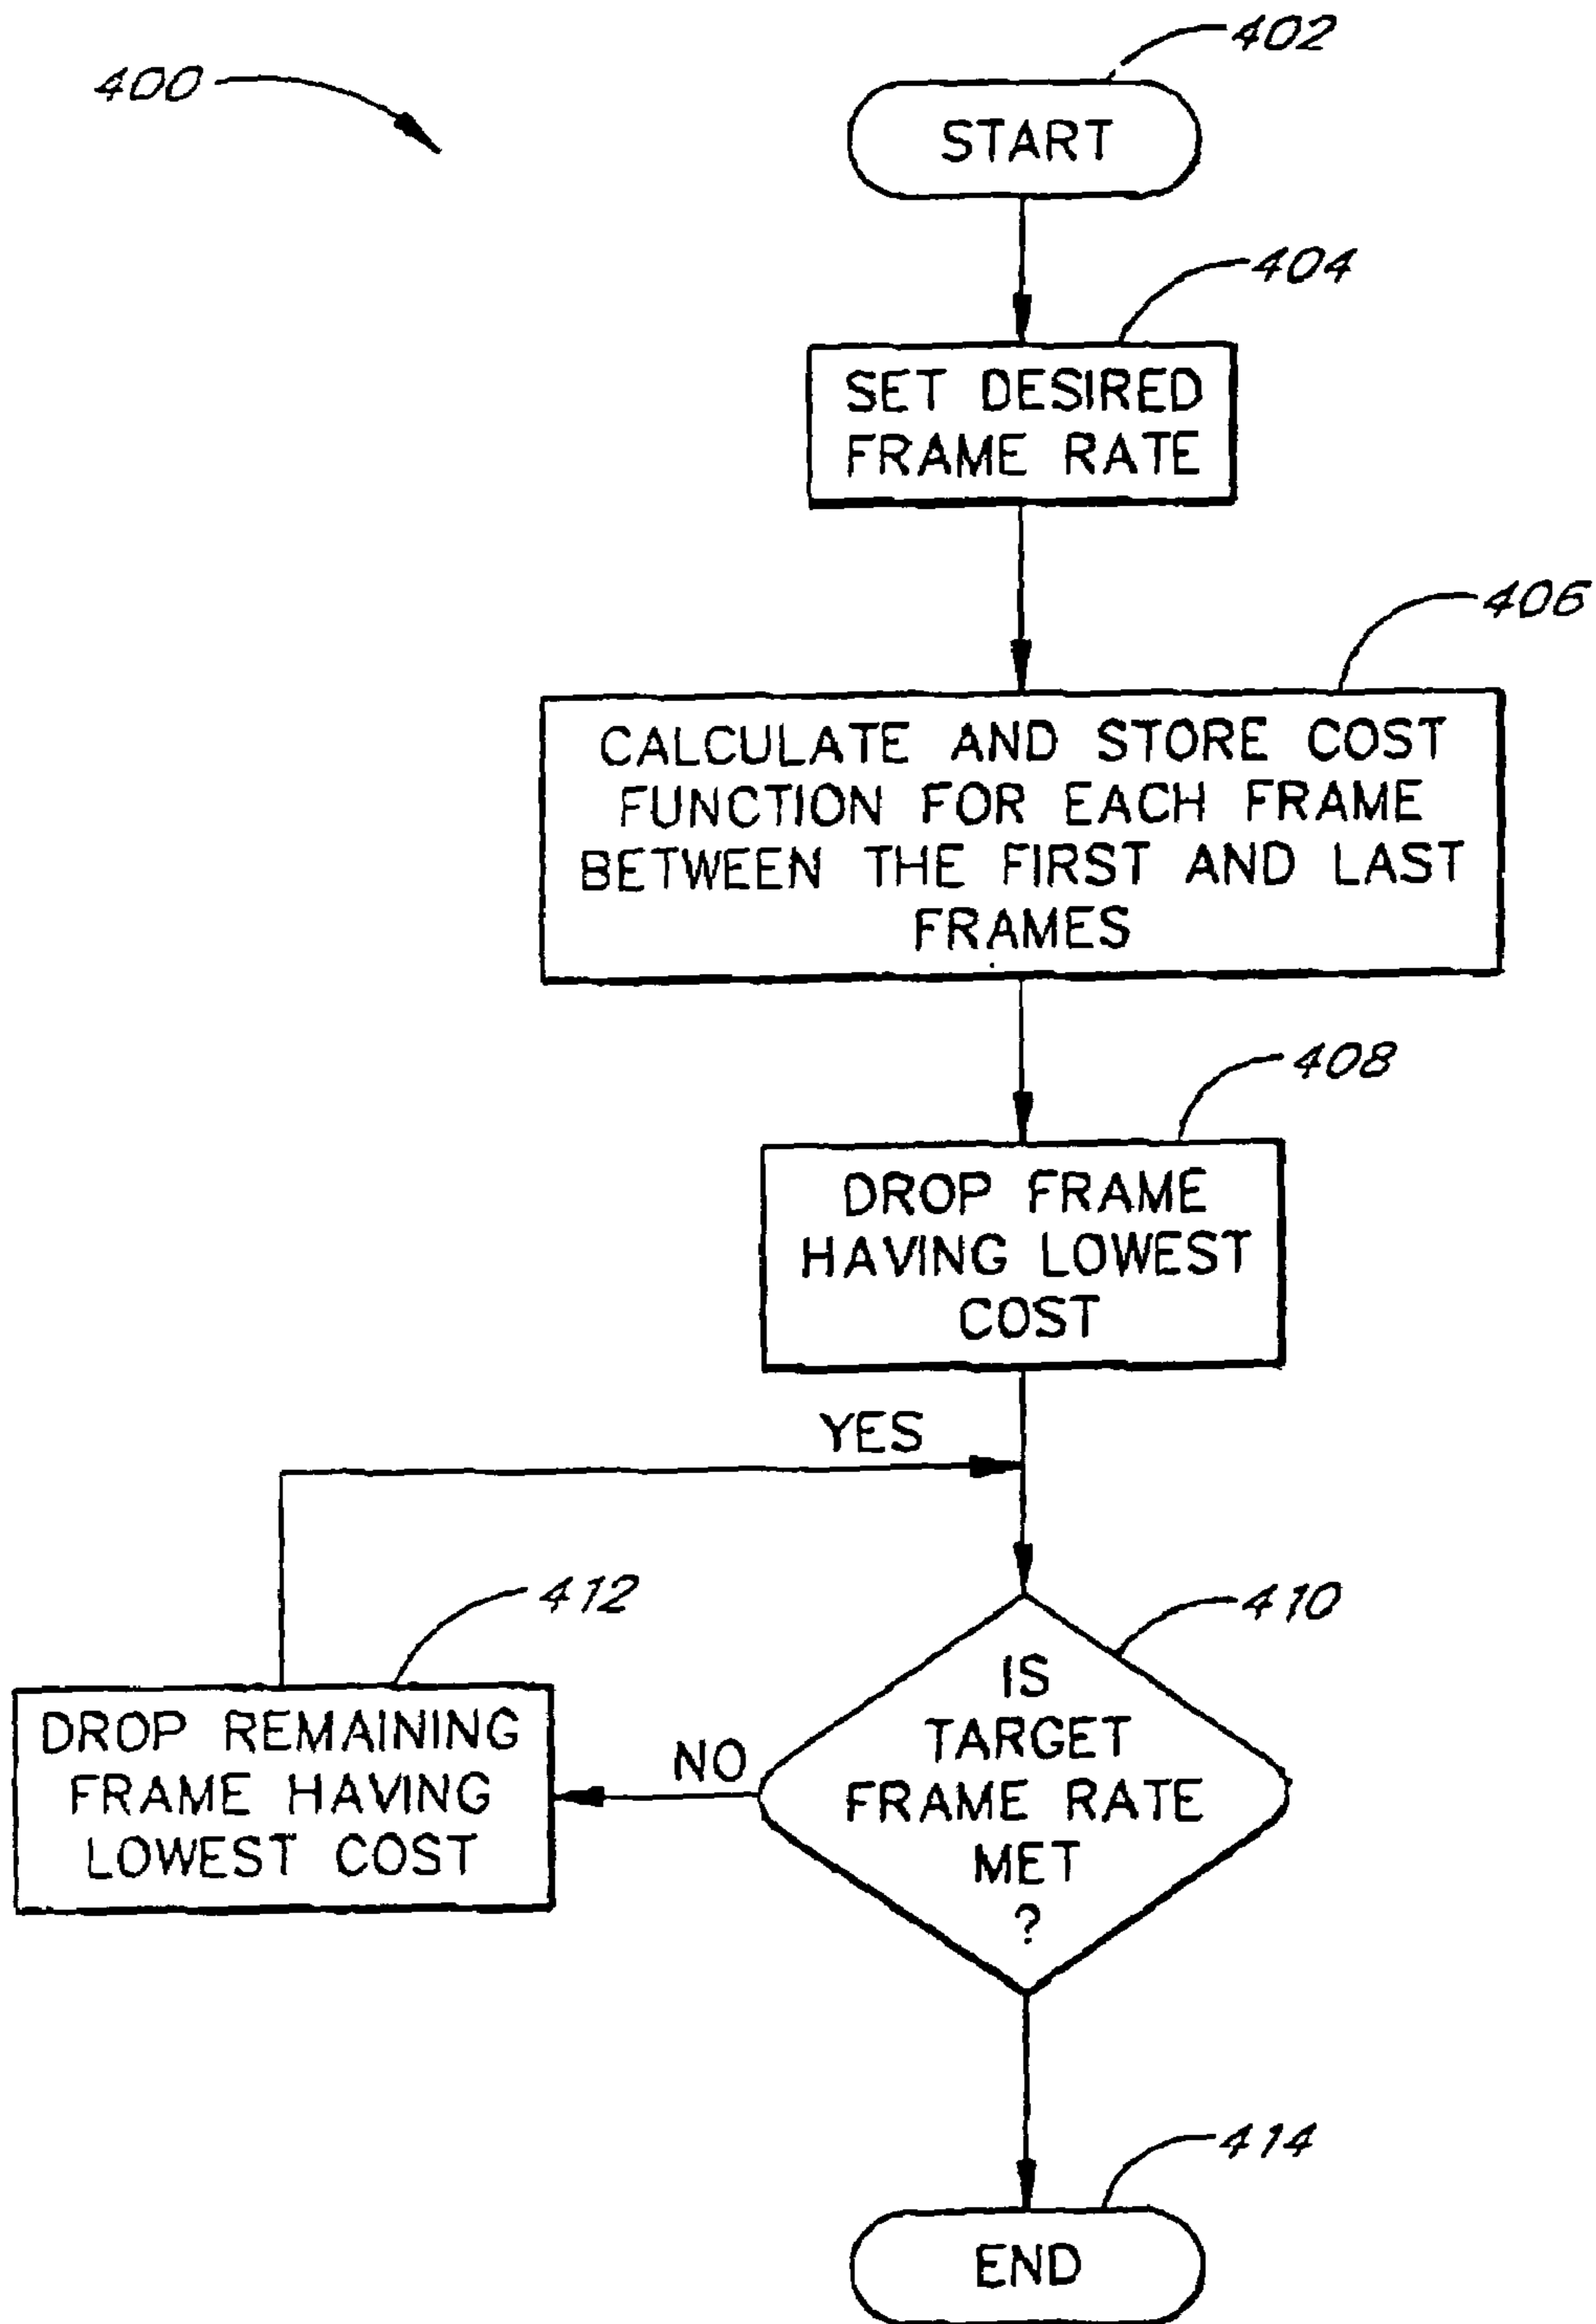 402
400
START
404
SET DESIRED
FRAME RATE
406
CALCULATE AND STORE COST
FUNCTION FOR EACH FRAME
BETWEEN THE FIRST AND LAST
FRAMES
408
DROP FRAME
HAVING LOWEST
COST
YES
412
410
IS
TARGET
FRAME RATE
MET
?
NO
DROP REMAINING
FRAME HAVING
LOWEST COST
414
END